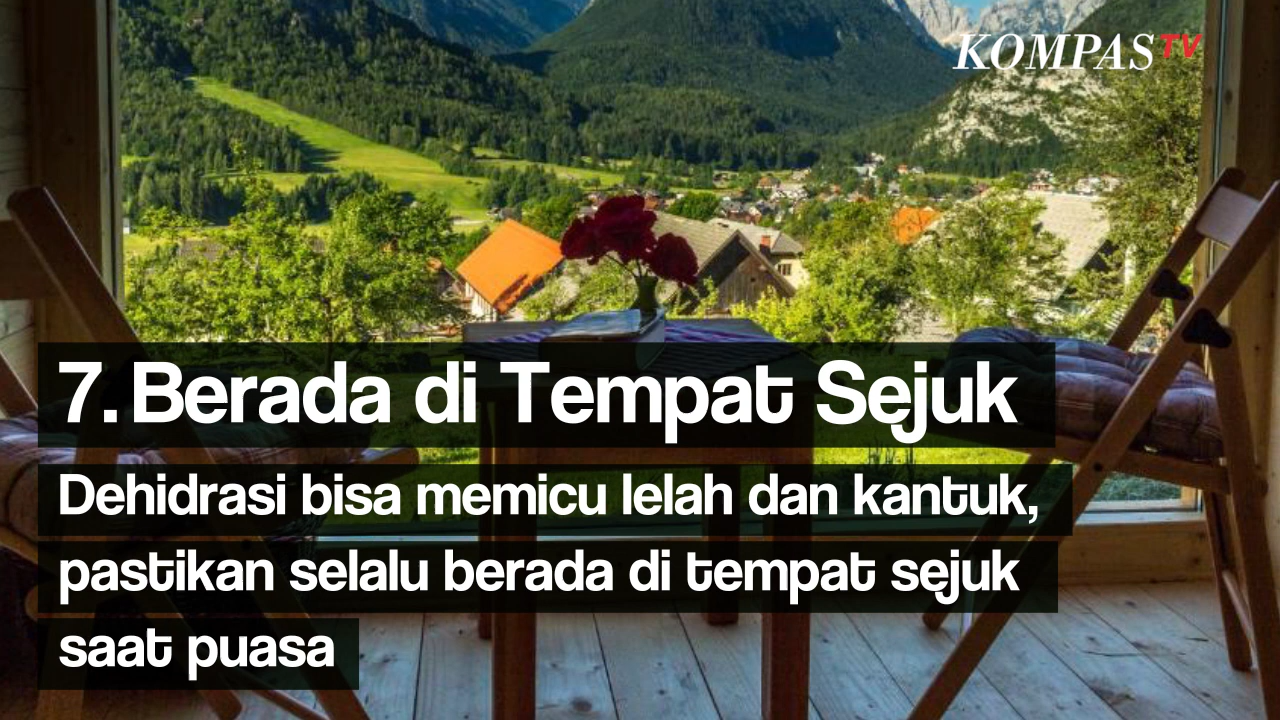 KOMPASTV
7. Berada di Tempat Sejuk
Dehidrasi bisa memicu lelah dan kantuk,
pastikan selalu berada di tempat sejuk
saat puasa